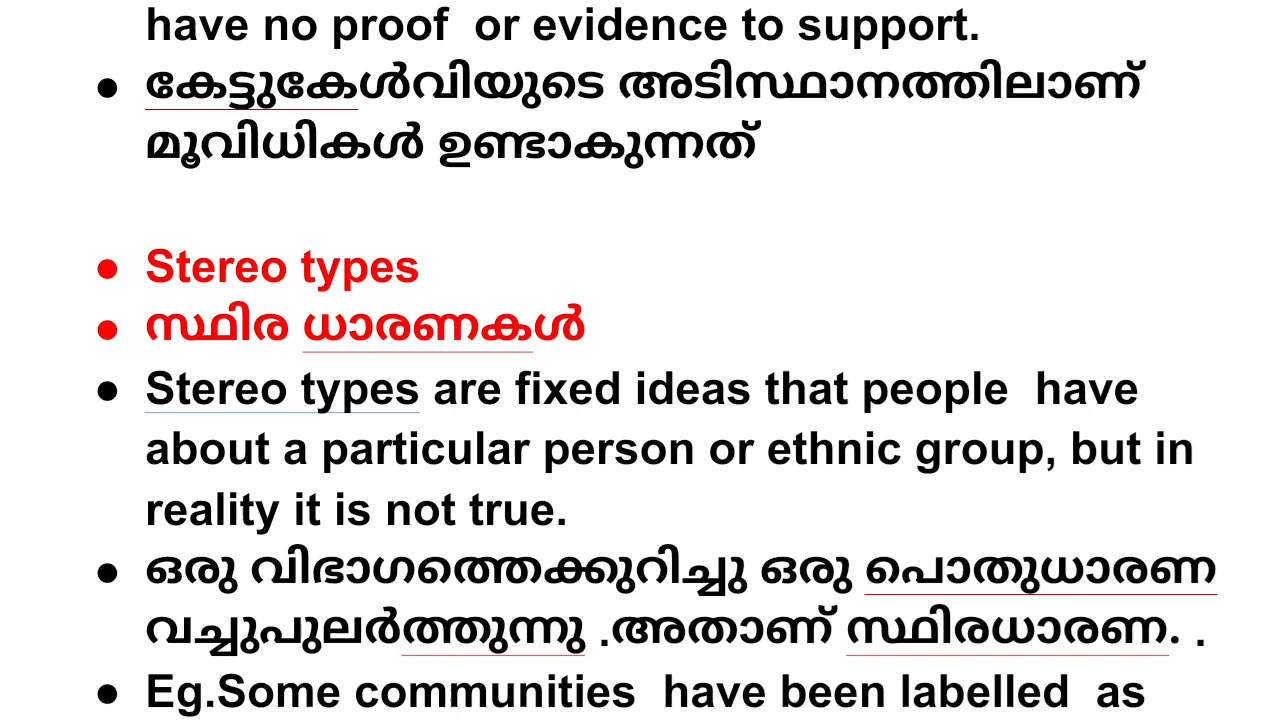 have no proof  or evidence to support.
● കേട്ടുകേൾവിയുടെ അടിസ്ഥാനത്തിലാണ്
മൂവിധികൾ ഉണ്ടാകുന്നത്
● Stereo types
● സ്ഥിര ധാരണകൾ
● Stereo types are fixed ideas that people  have
about a particular person or ethnic group, but in
reality it is not true.
● ഒരു വിഭാഗത്തെക്കുറിച്ചു ഒരു പൊതുധാരണ
വച്ചുപുലർത്തുന്നു .അതാണ് സ്ഥിരധാരണ. .
● Eg.Some communities  have been labelled  as